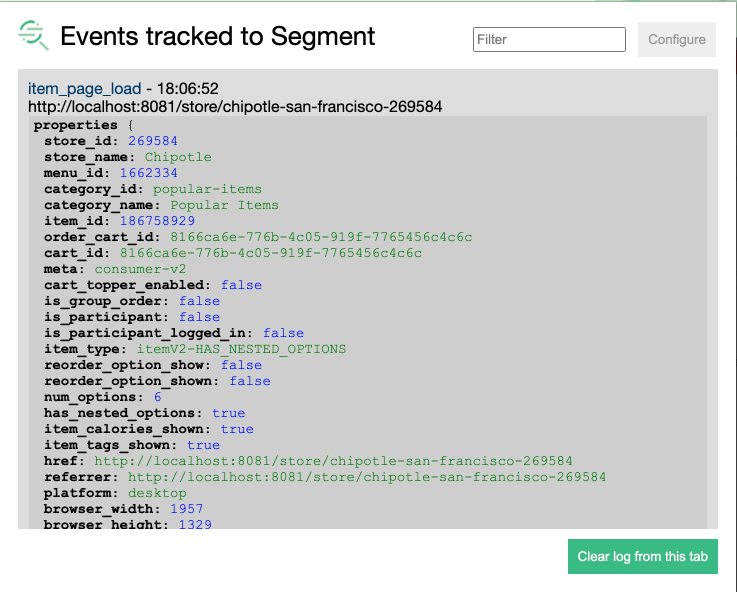 Events tracked to Segment
Filter
Configure
item_page_load - 18:06:52
http://localhost:8081/store/chipotle-san-francisco-269584
properties {
store_id: 269584
store_name: Chipotle
menu_id: 1662334
category_id: popular-items
category_name: Popular Items
item_id: 186758929
order_cart_id: 8166ca6e-776b-4c05-919f-7765456c4c6c
cart_id: 8166ca6e-776b-4c05-919f-7765456c4c6c
meta: consumer-v2
cart_topper_enabled: false
is_group_order: false
is_participant: false
is_participant_logged_in: false
item_type: itemV2-HAS_NESTED_OPTIONS
reorder_option_show: false
reorder_option_shown: false
num_options: 6
has_nested_options: true
item_calories_shown: true
item_tags_shown: true
href: http://localhost:8081/store/chipotle-san-francisco-269584
referrer: http://localhost:8081/store/chipotle-san-francisco-269584
platform: desktop
browser_width: 1957
browser_height: 1329
Clear log from this tab